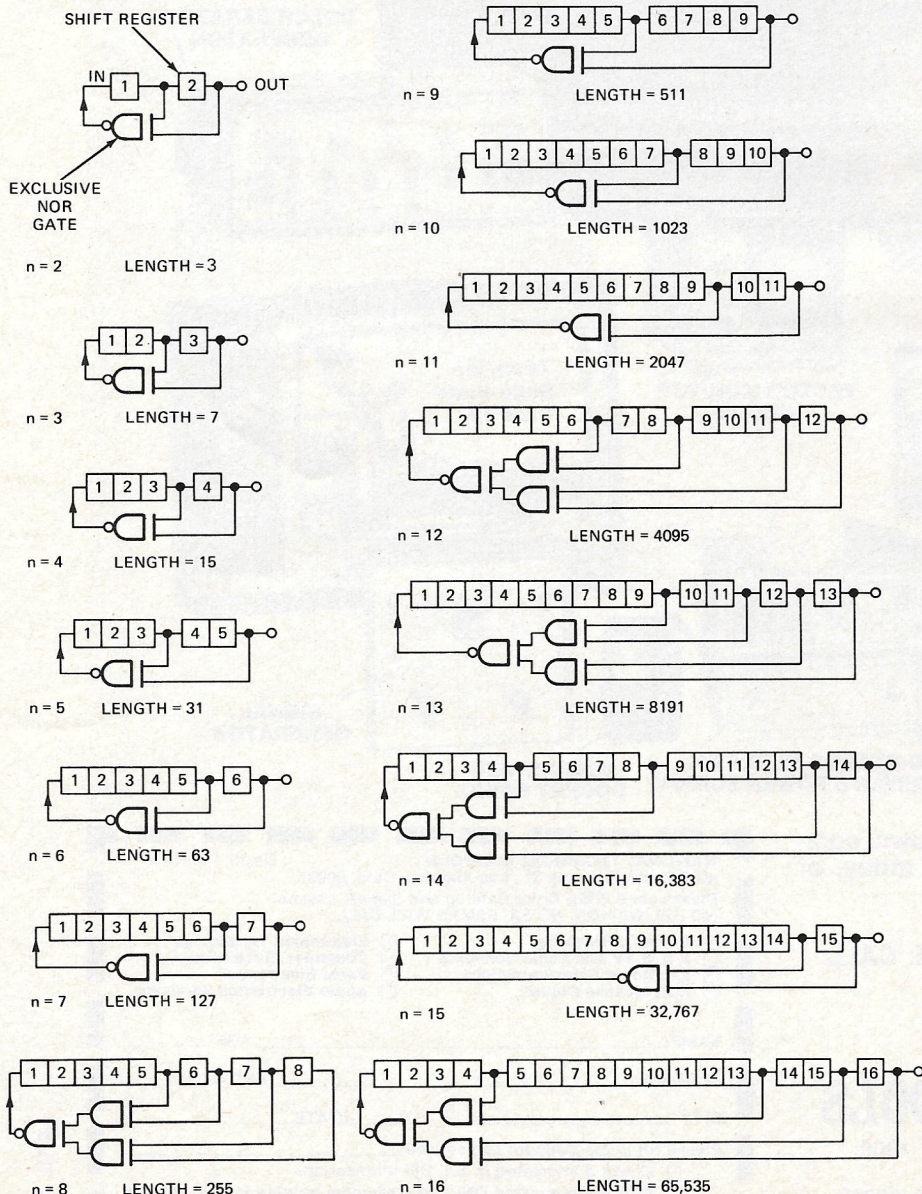 SHIFT REGISTER
IN 1 2 OUT
EXCLUSIVE
NOR
GATE
n = 2 LENGTH = 3
1 2 3
n = 3 LENGTH = 7
1 2 3 4
n = 4 LENGTH = 15
1 2 3 4 5
n = 5 LENGTH = 31
1 2 3 4 5 6
n = 6 LENGTH = 63
1 2 3 4 5 6 7
n = 7 LENGTH = 127
1 2 3 4 5 6 7 8
n = 8 LENGTH = 255
1 2 3 4 5 6 7 8 9
n = 9 LENGTH = 511
1 2 3 4 5 6 7 8 9 10
n = 10 LENGTH = 1023
1 2 3 4 5 6 7 8 9 10 11
n = 11 LENGTH = 2047
1 2 3 4 5 6 7 8 9 10 11 12
n = 12 LENGTH = 4095
1 2 3 4 5 6 7 8 9 10 11 12 13
n = 13 LENGTH = 8191
1 2 3 4 5 6 7 8 9 10 11 12 13 14
n = 14 LENGTH = 16,383
1 2 3 4 5 6 7 8 9 10 11 12 13 14 15
n = 15 LENGTH = 32,767
1 2 3 4 5 6 7 8 9 10 11 12 13 14 15 16
n = 16 LENGTH = 65,535